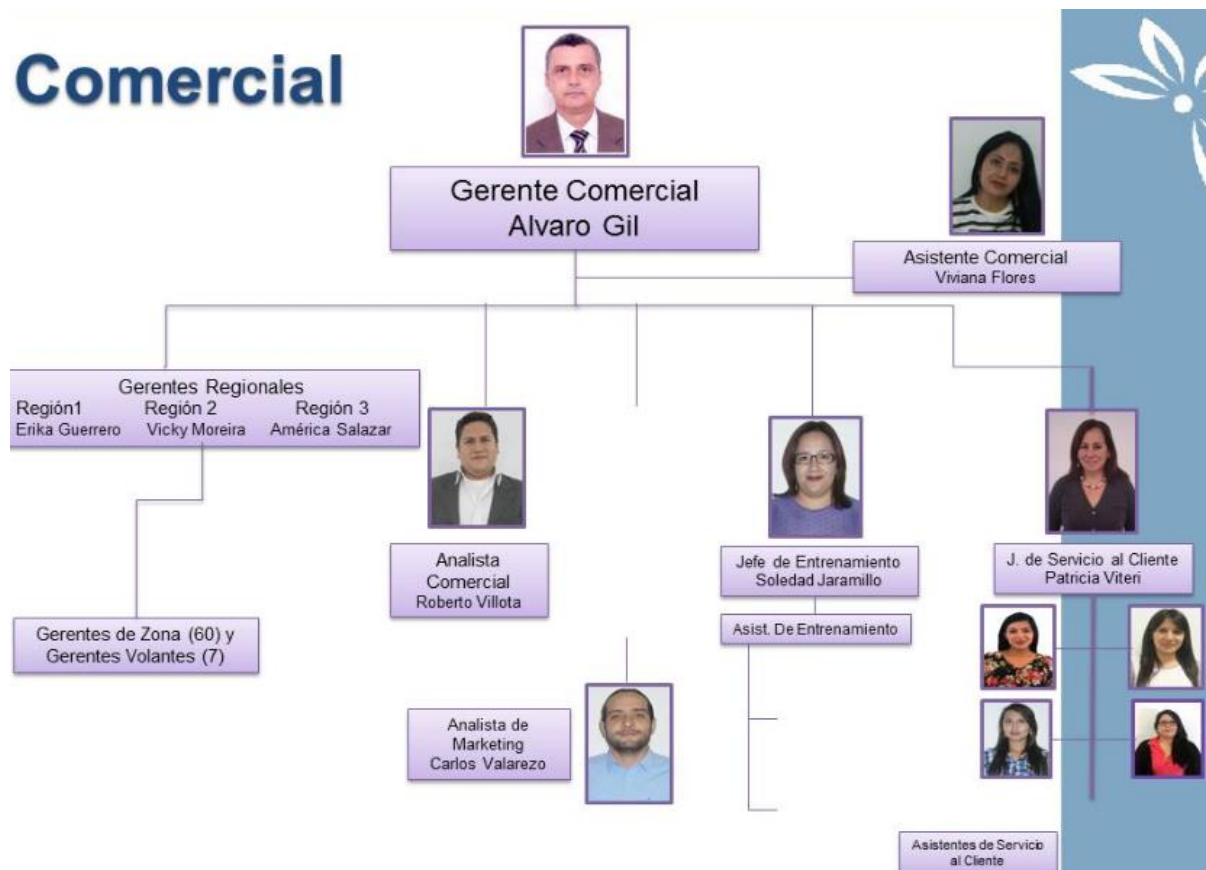 Comercial
Gerente Comercial
Alvaro Gil
Asistente Comercial
Viviana Flores
Gerentes Regionales
Región1 Región 2 Región 3
Erika Guerrero Vicky Moreira América Salazar
Analista
Comercial
Roberto Villota
Jefe de Entrenamiento
Soledad Jaramillo
J. de Servicio al Cliente
Patricia Viteri
Gerentes de Zona (60) y
Gerentes Volantes (7)
Asist. De Entrenamiento
Analista de
Marketing
Carlos Valarezo
Asistentes de Servicio
al Cliente